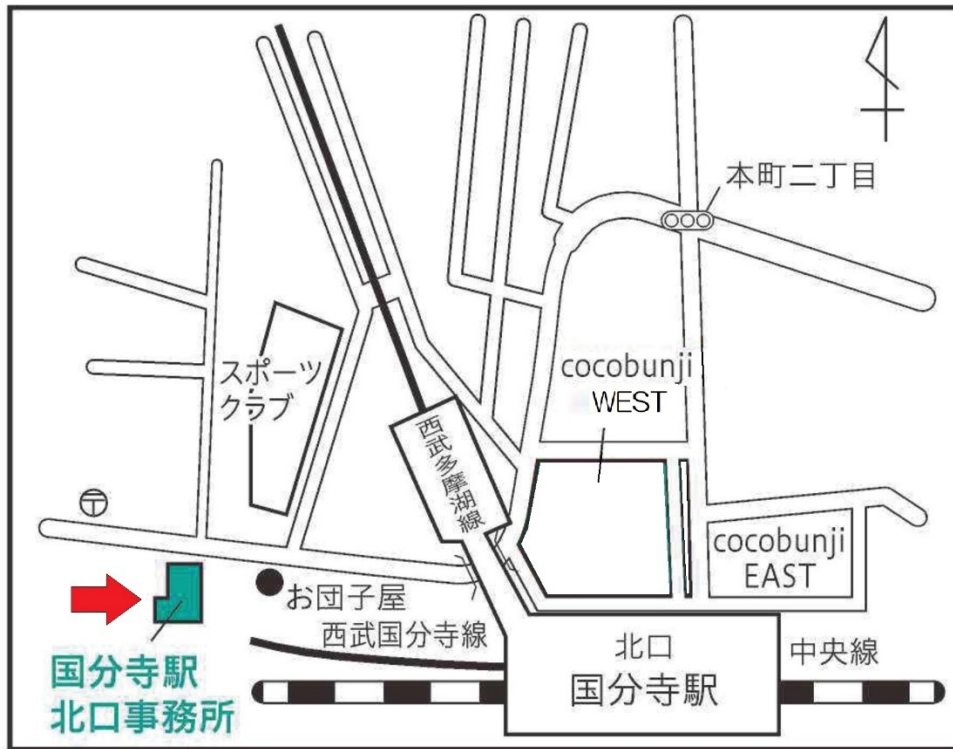 本町二丁目
cocobunji
WEST
スポーツ
クラブ
西武多摩湖線
〒
cocobunji
EAST
お団子屋
西武国分寺線
北口
国分寺駅
中央線
国分寺駅
北口事務所